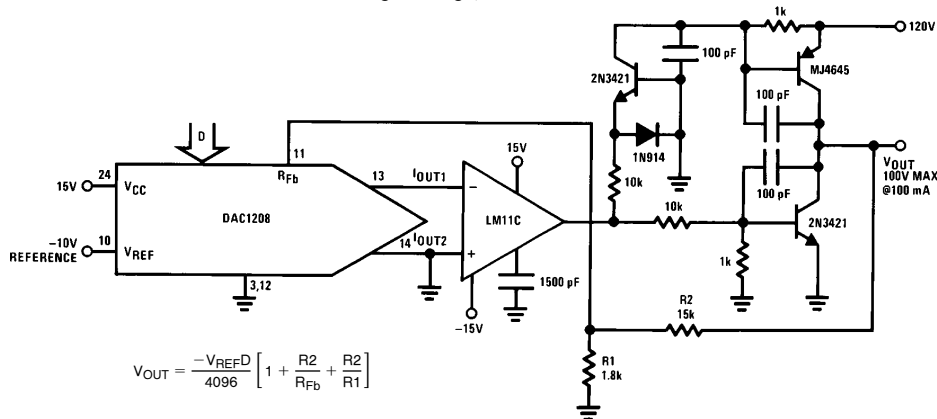 1k
120V
100 pF
2N3421
MJ4645
100 pF
1N914
D
11
RFb
15V
VOUT
100V MAX
@100 mA
15V
24
VCC
13
IOUT1
–
10k
100 pF
DAC1208
LM11C
10k
2N3421
–10V
REFERENCE
10
VREF
14
IOUT2
+
1k
3,12
1500 pF
–15V
R2
15k
R1
1.8k
VOUT = –VREFD / 4096 [1 + R2 / RFb + R2 / R1]